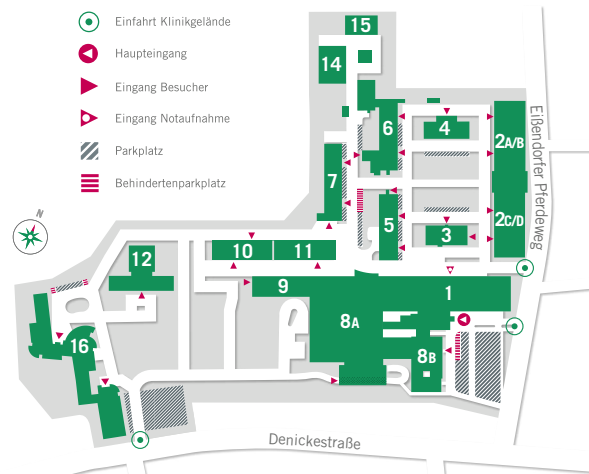 Einfahrt Klinikgelände
Haupteingang
Eingang Besucher
Eingang Notaufnahme
Parkplatz
Behindertenparkplatz
N
15
14
6
4
2A/B
Eißendorfer Pferdeweg
7
5
3
2C/D
10
11
12
9
1
8A
8B
16
Denickestraße